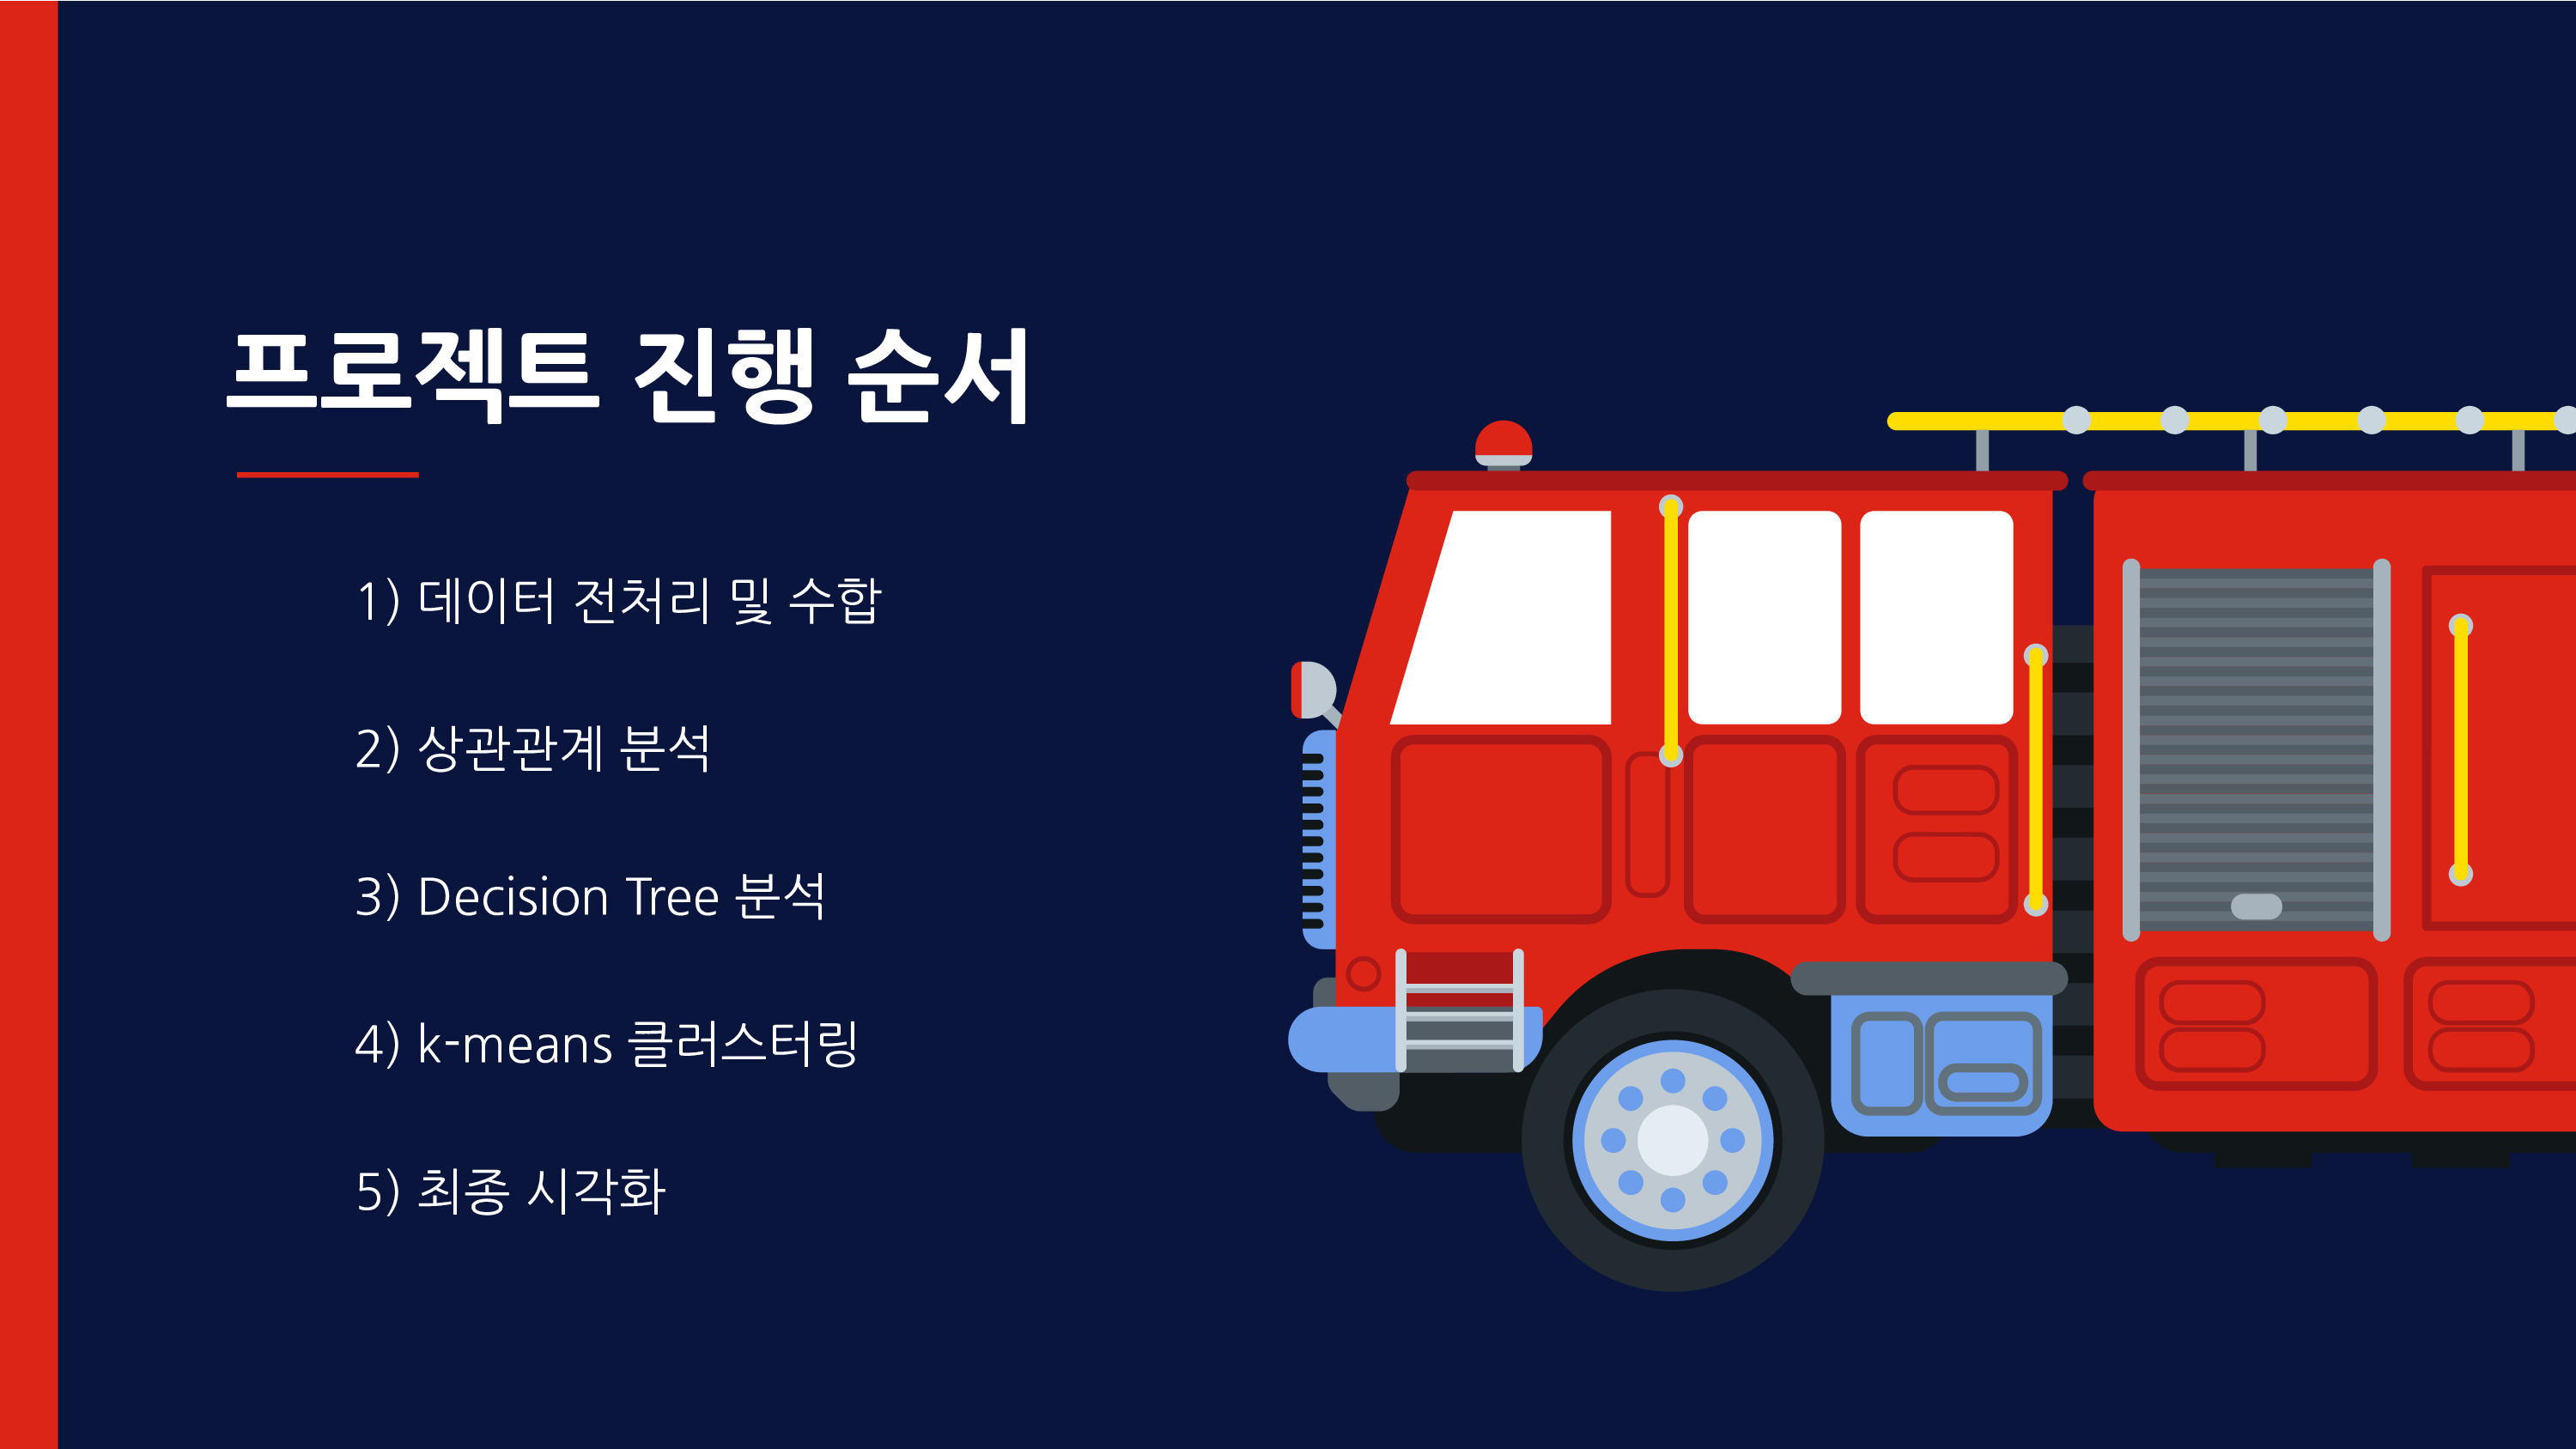 프로젝트 진행 순서
1) 데이터 전처리 및 수합
2) 상관관계 분석
3) Decision Tree 분석
4) k-means 클러스터링
5) 최종 시각화